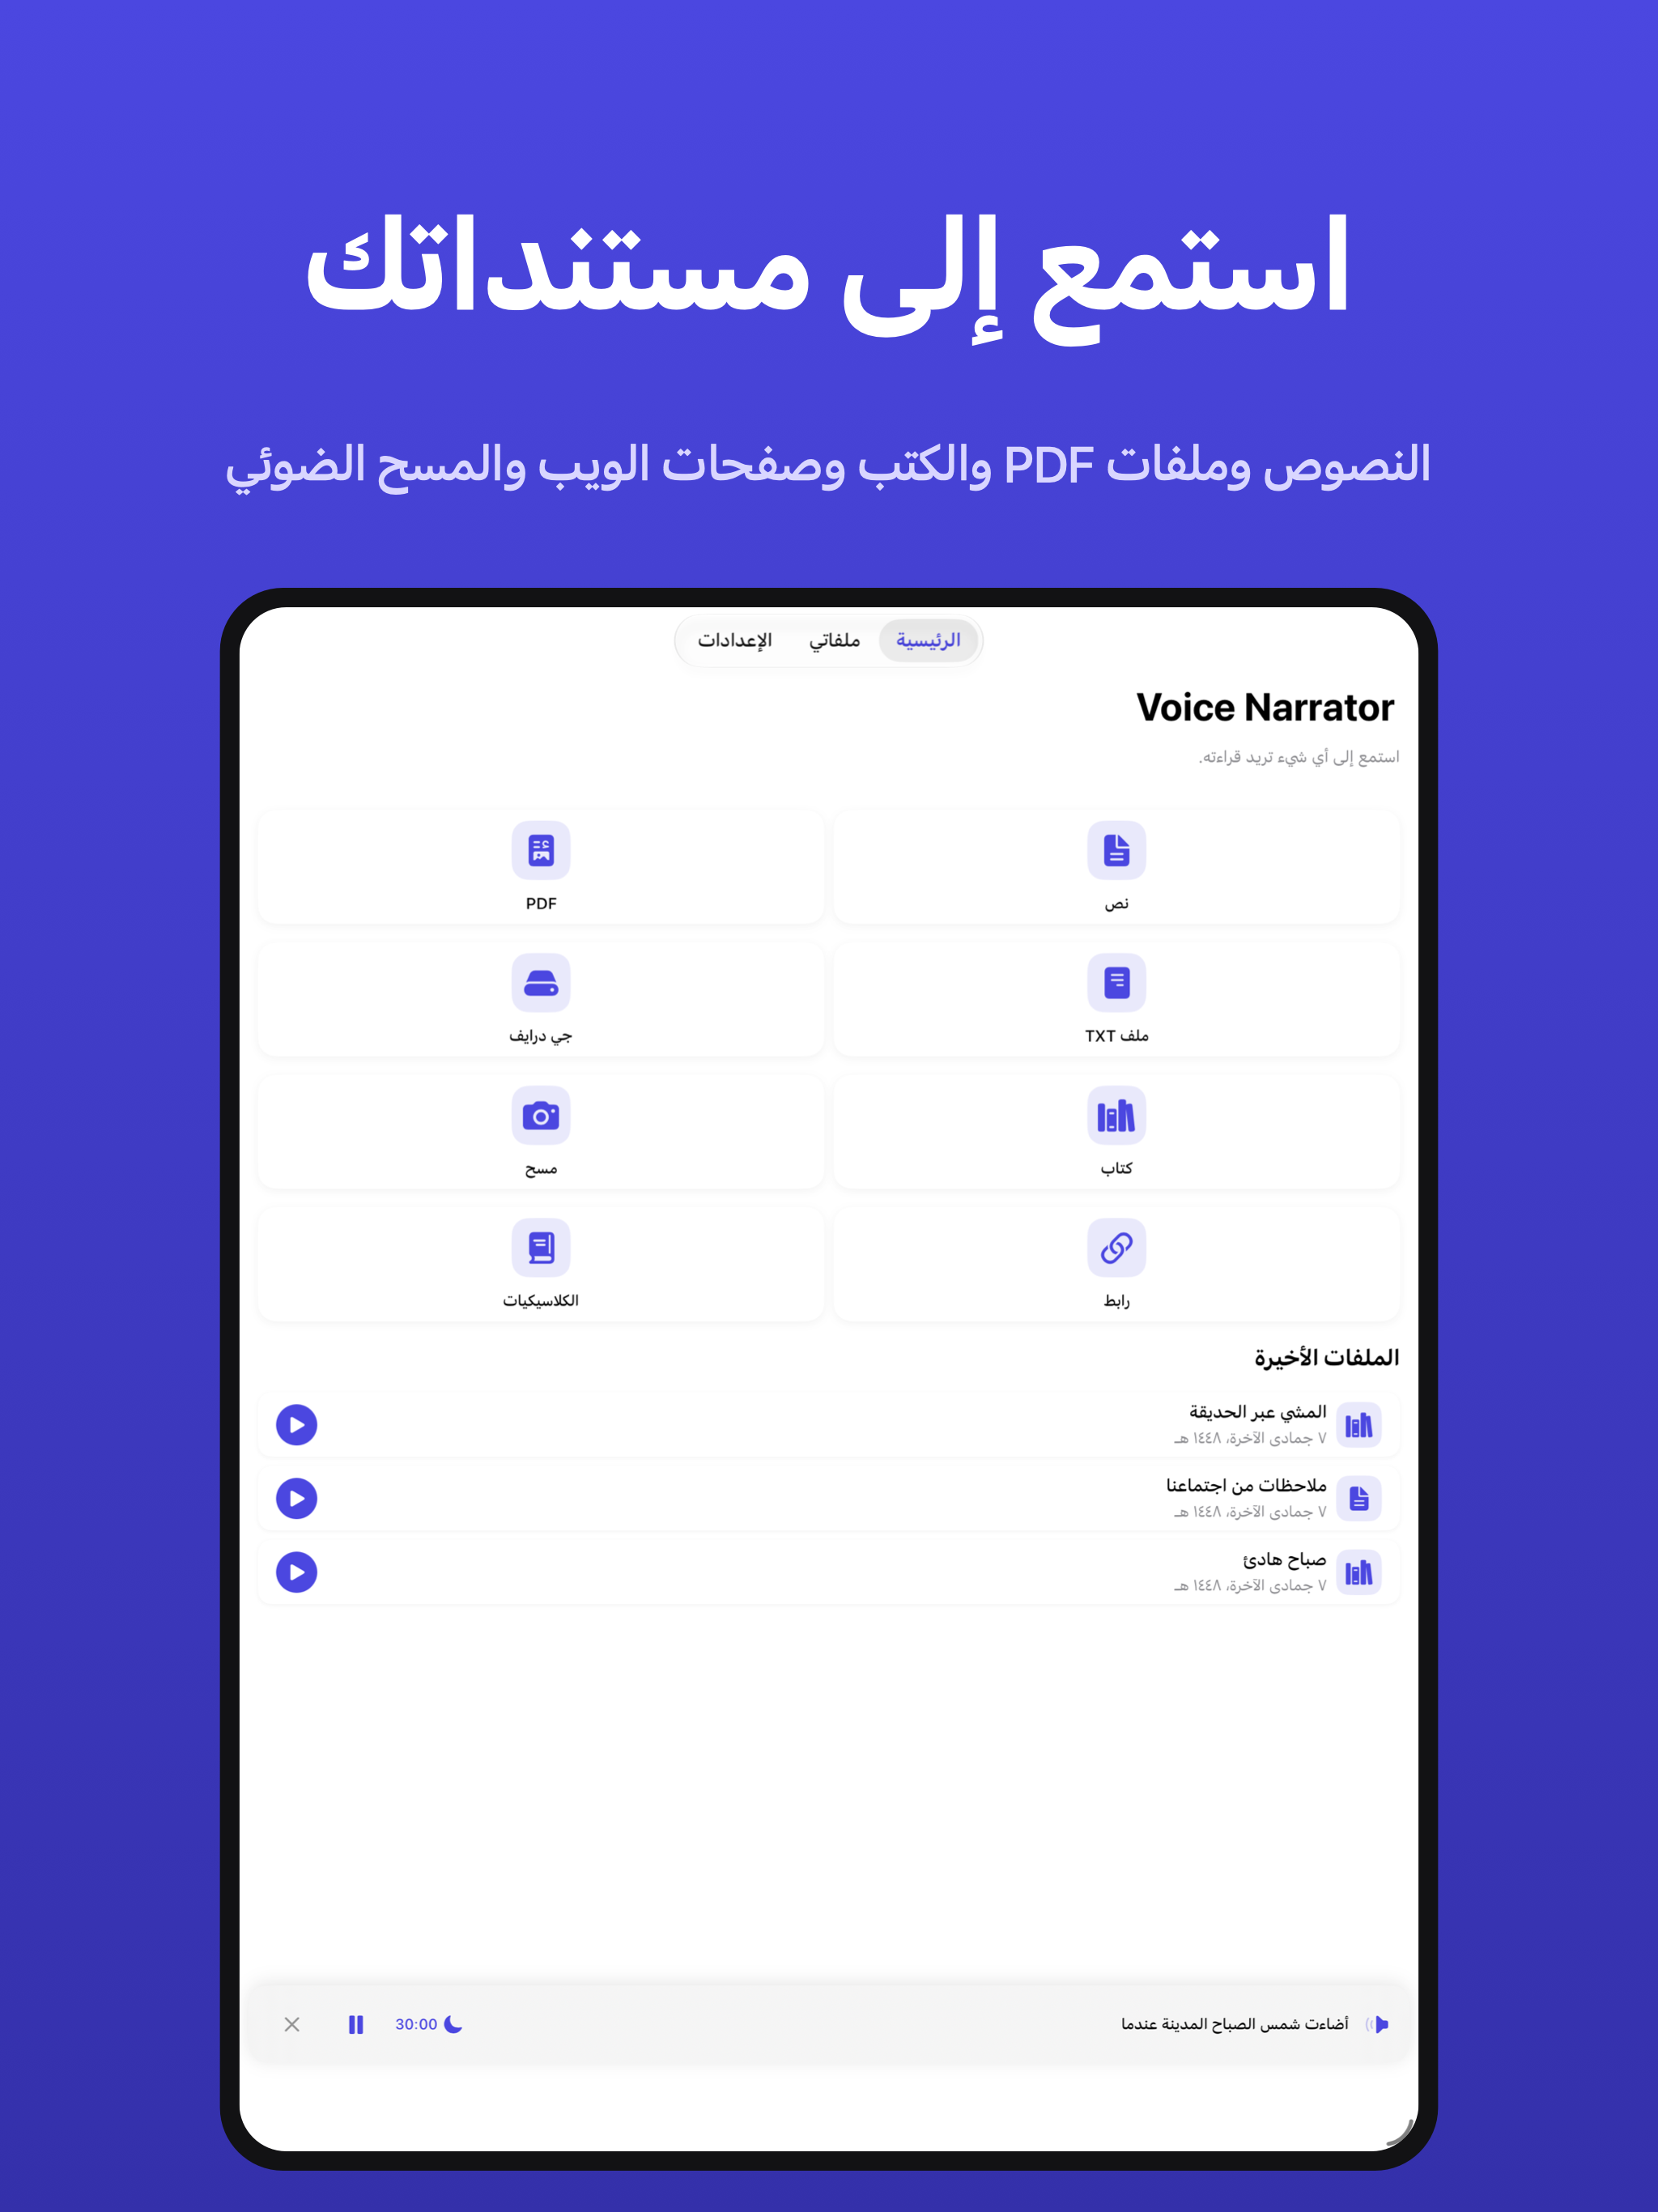 استمع إلى مستنداتك
النصوص وملفات PDF والكتب وصفحات الويب والمسح الضوئي
الرئيسية
ملفاتي
الإعدادات
Voice Narrator
استمع إلى أي شيء تريد قراءته.
نص
PDF
ملف TXT
جي درايف
كتاب
مسح
رابط
الكلاسيكيات
الملفات الأخيرة
المشي عبر الحديقة
٧ جمادى الآخرة، ١٤٤٨ هـ
ملاحظات من اجتماعنا
٧ جمادى الآخرة، ١٤٤٨ هـ
صباح هادئ
٧ جمادى الآخرة، ١٤٤٨ هـ
أضاءت شمس الصباح المدينة عندما
30:00